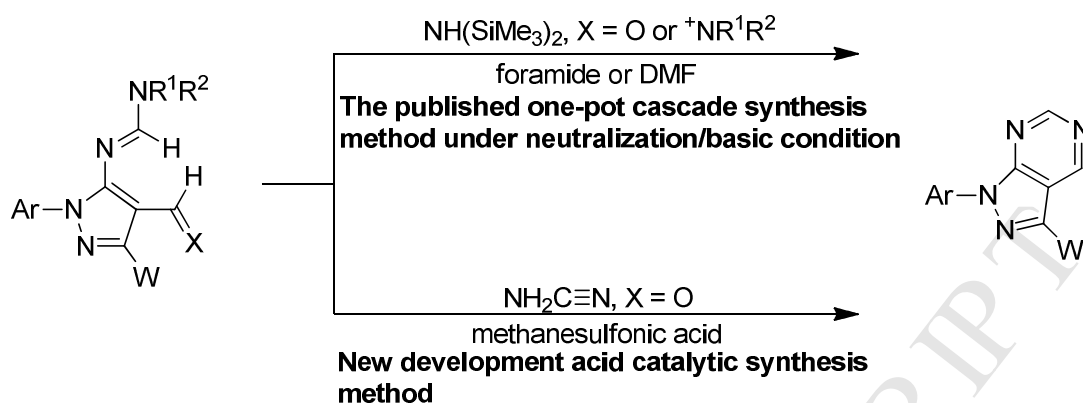 NH(SiMe₃)₂, X = O or ⁺NR¹R²
foramide or DMF
The published one-pot cascade synthesis
method under neutralization/basic condition
NR¹R²
N
H
H
Ar
N
N
X
W
N
N
Ar
N
N
W
NH₂C≡N, X = O
methanesulfonic acid
New development acid catalytic synthesis
method
RIPT